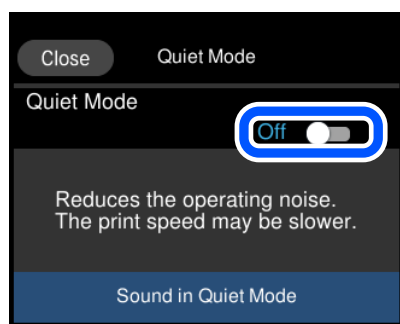 Close Quiet Mode
Quiet Mode
Off
Reduces the operating noise.
The print speed may be slower.
Sound in Quiet Mode